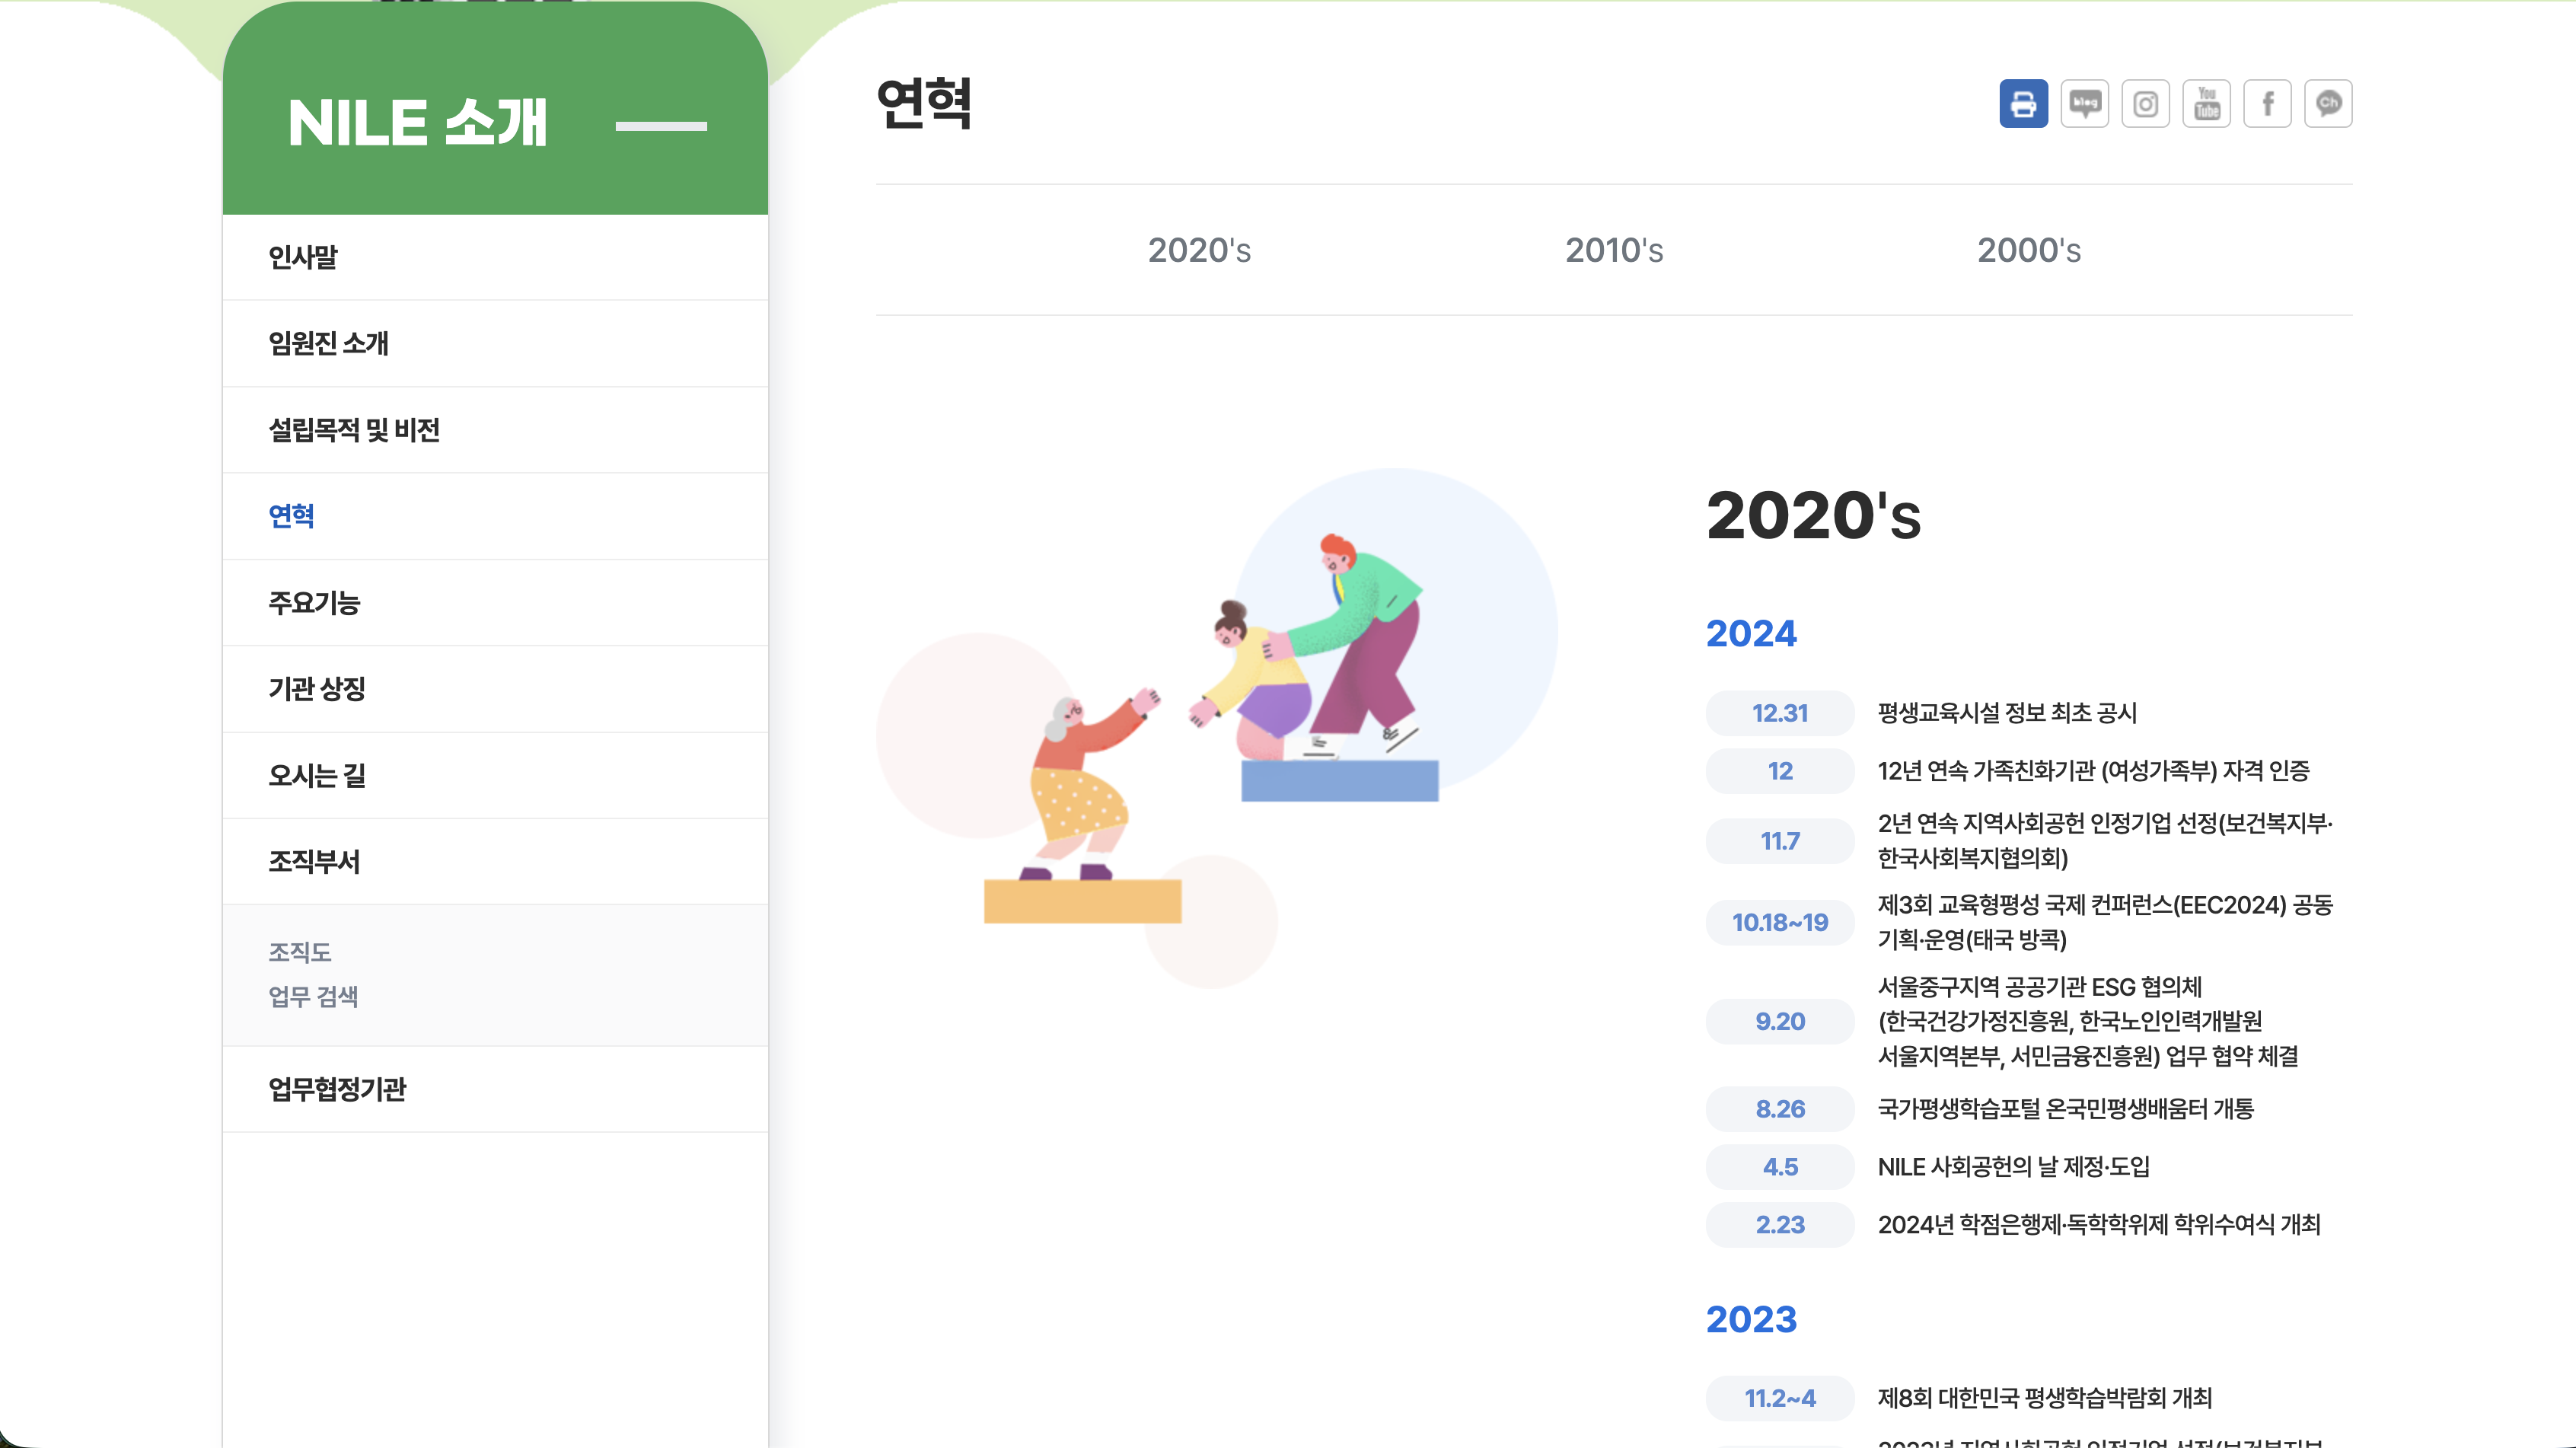 NILE 소개
인사말
임원진 소개
설립목적 및 비전
연혁
주요기능
기관 상징
오시는 길
조직부서
조직도
업무 검색
업무협정기관
연혁
blog
You
Tube
f
Ch
2020's
2010's
2000's
2020's
2024
12.31
평생교육시설 정보 최초 공시
12
12년 연속 가족친화기관 (여성가족부) 자격 인증
11.7
2년 연속 지역사회공헌 인정기업 선정(보건복지부·
한국사회복지협의회)
10.18~19
제3회 교육형평성 국제 컨퍼런스(EEC2024) 공동
기획·운영(태국 방콕)
9.20
서울중구지역 공공기관 ESG 협의체
(한국건강가정진흥원, 한국노인인력개발원
서울지역본부, 서민금융진흥원) 업무 협약 체결
8.26
국가평생학습포털 온국민평생배움터 개통
4.5
NILE 사회공헌의 날 제정·도입
2.23
2024년 학점은행제·독학학위제 학위수여식 개최
2023
11.2~4
제8회 대한민국 평생학습박람회 개최